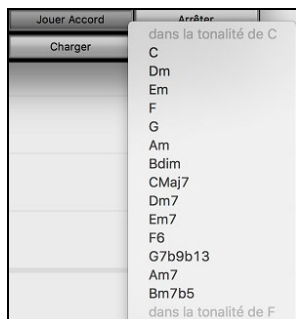 Jouer Accord
Arrêter
Charger
dans la tonalité de C
C
Dm
Em
F
G
Am
Bdim
CMaj7
Dm7
Em7
F6
G7b9b13
Am7
Bm7b5
dans la tonalité de F